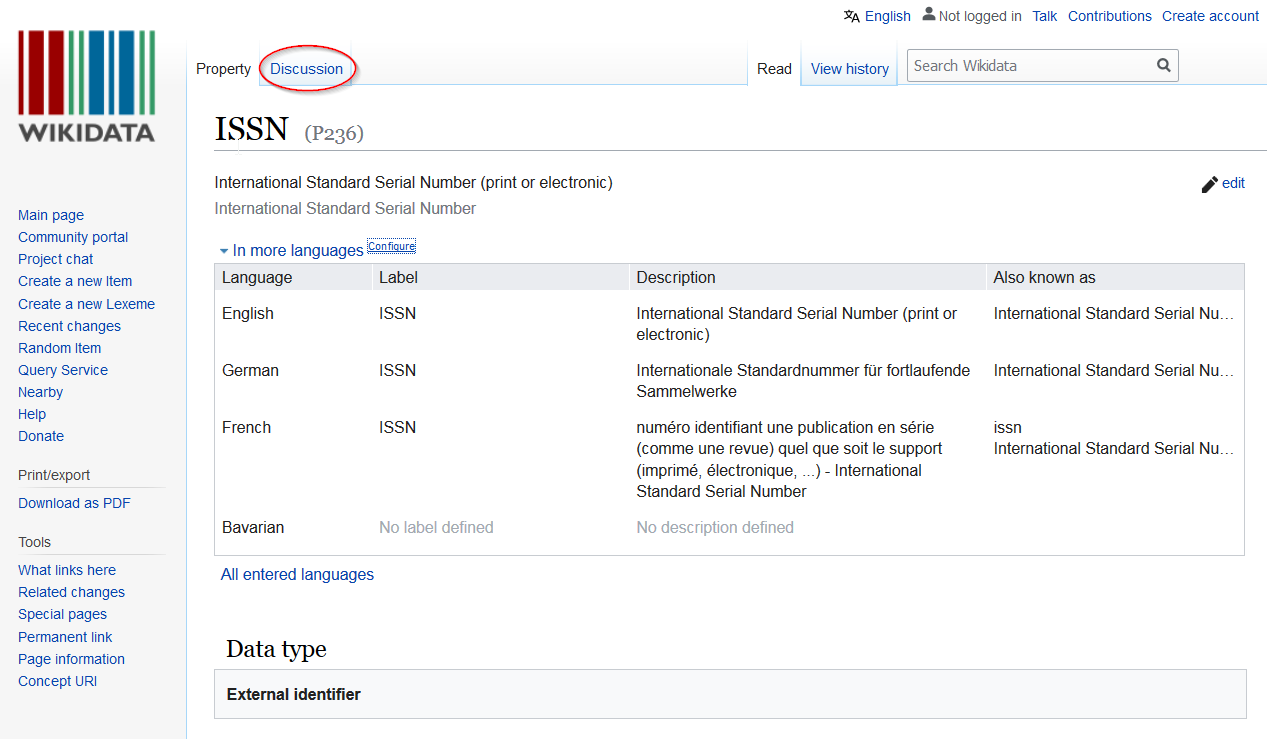 English Not logged in Talk Contributions Create account
WIKIDATA
Property Discussion Read View history Search Wikidata
ISSN (P236)
International Standard Serial Number (print or electronic) edit
International Standard Serial Number
In more languages Configure
Language Label Description Also known as
English ISSN International Standard Serial Number (print or International Standard Serial Nu…
electronic)
German ISSN Internationale Standardnummer für fortlaufende International Standard Serial Nu…
Sammelwerke
French ISSN numéro identifiant une publication en série issn
(comme une revue) quel que soit le support International Standard Serial Nu…
(imprimé, électronique, ...) - International
Standard Serial Number
Bavarian No label defined No description defined
All entered languages
Data type
External identifier
Main page
Community portal
Project chat
Create a new Item
Create a new Lexeme
Recent changes
Random Item
Query Service
Nearby
Help
Donate
Print/export
Download as PDF
Tools
What links here
Related changes
Special pages
Permanent link
Page information
Concept URI